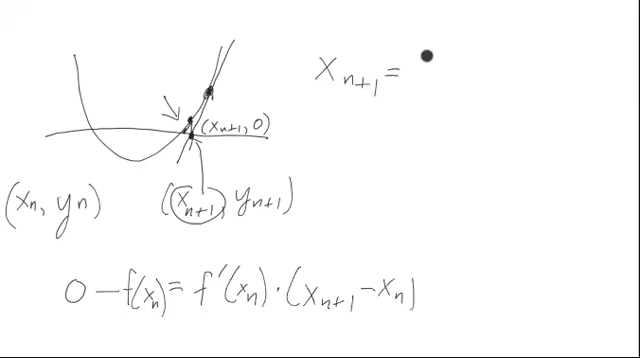 x_{n+1} =
(x_{n+1}, 0)
(x_n, y_n) (x_{n+1}, y_{n+1})
0 - f(x_n) = f'(x_n) · (x_{n+1} - x_n)